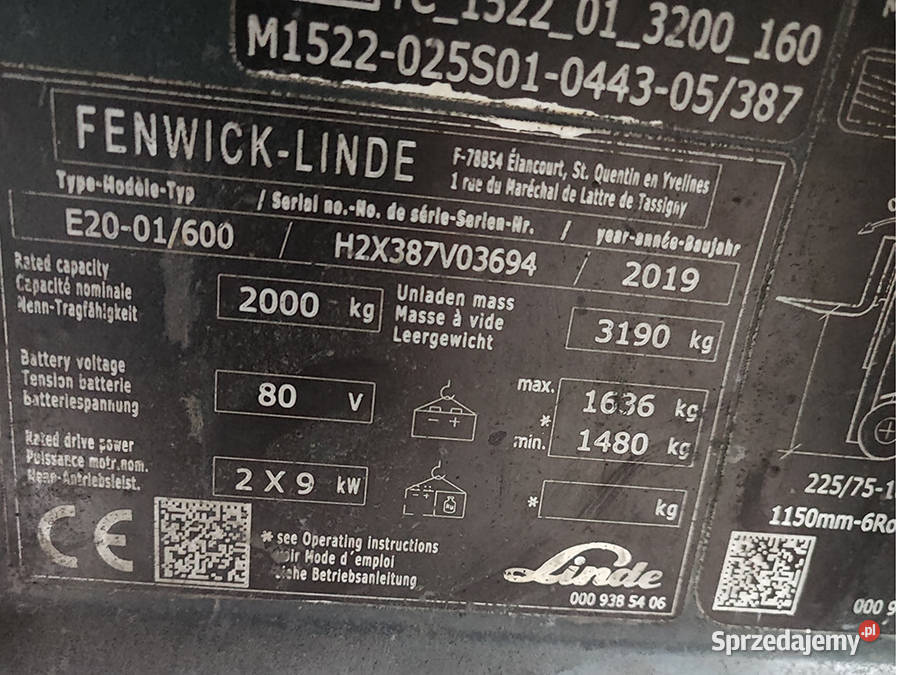 TC_1522_01_3200_160
M1522-025S01-0443-05/387
FENWICK-LINDE
F-78854 Élancourt, St. Quentin en Yvelines
1 rue du Maréchal de Lattre de Tassigny
Type-Modèle-Typ / Serial no.-No. de série-Serien-Nr. / year-année-Baujahr
E20-01/600 / H2X387V03694 / 2019
Rated capacity
Capacité nominale
Nenn-Tragfähigkeit
2000 kg
Unladen mass
Masse à vide
Leergewicht
3190 kg
Battery voltage
Tension batterie
Batteriespannung
80 V
max. 1636 kg
*
min. 1480 kg
Rated drive power
Puissance motr.nom.
Nenn-Antriebsleist.
2 X 9 kW
* kg
CE
* see Operating instructions
voir Mode d'emploi
siehe Betriebsanleitung
Linde
000 938 54 06
225/75-1
1150mm-6Ro
000 9
Sprzedajemy.pl